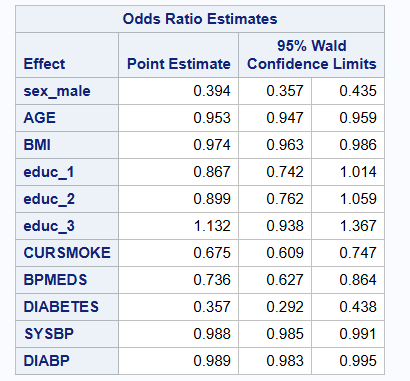 Odds Ratio Estimates
Effect Point Estimate 95% Wald Confidence Limits
sex_male 0.394 0.357 0.435
AGE 0.953 0.947 0.959
BMI 0.974 0.963 0.986
educ_1 0.867 0.742 1.014
educ_2 0.899 0.762 1.059
educ_3 1.132 0.938 1.367
CURSMOKE 0.675 0.609 0.747
BPMEDS 0.736 0.627 0.864
DIABETES 0.357 0.292 0.438
SYSBP 0.988 0.985 0.991
DIABP 0.989 0.983 0.995